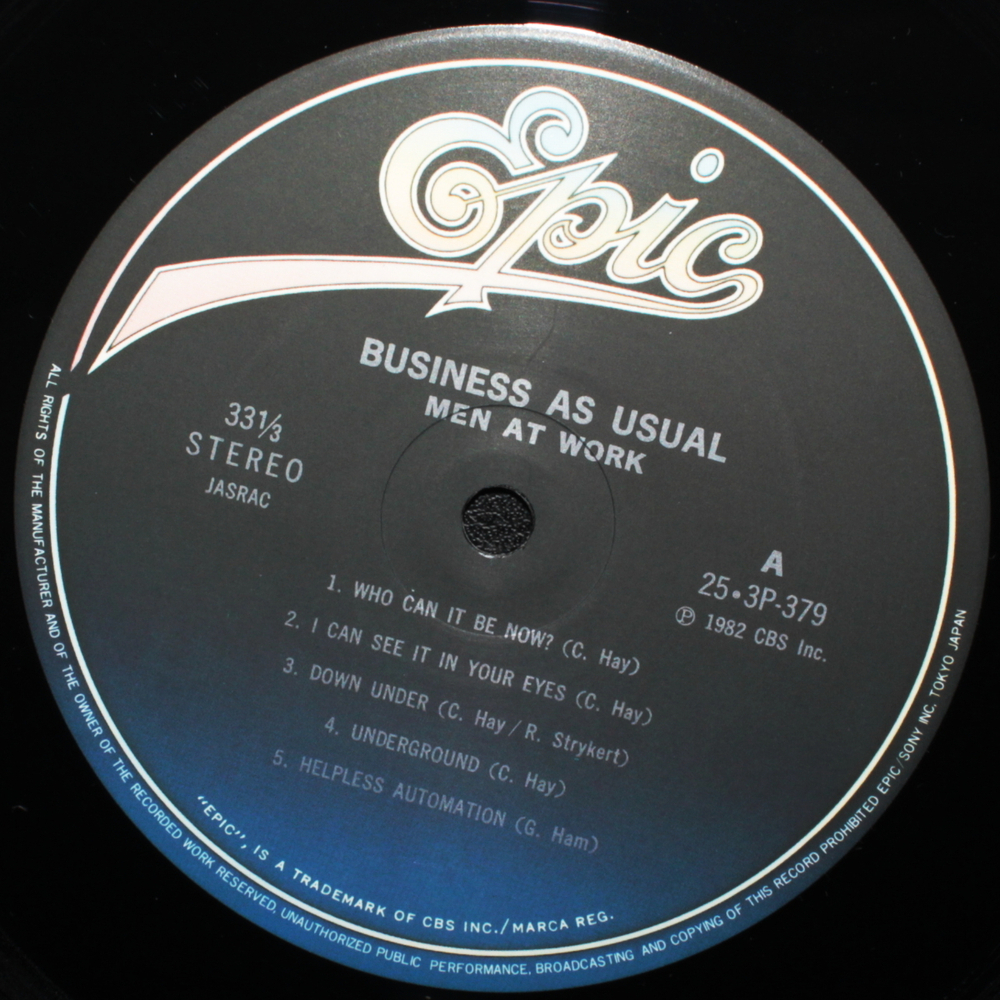 Epic
BUSINESS AS USUAL
MEN AT WORK
33⅓
STEREO
JASRAC
A
25•3P-379
Ⓟ 1982 CBS Inc.
1. WHO CAN IT BE NOW? (C. Hay)
2. I CAN SEE IT IN YOUR EYES (C. Hay)
3. DOWN UNDER (C. Hay / R. Strykert)
4. UNDERGROUND (C. Hay)
5. HELPLESS AUTOMATION (G. Ham)
"EPIC", IS A TRADEMARK OF CBS INC./MARCA REG.
ALL RIGHTS OF THE MANUFACTURER AND OF THE OWNER OF THE RECORDED WORK RESERVED, UNAUTHORIZED PUBLIC PERFORMANCE, BROADCASTING AND COPYING OF THIS RECORD PROHIBITED EPIC/SONY INC. TOKYO JAPAN